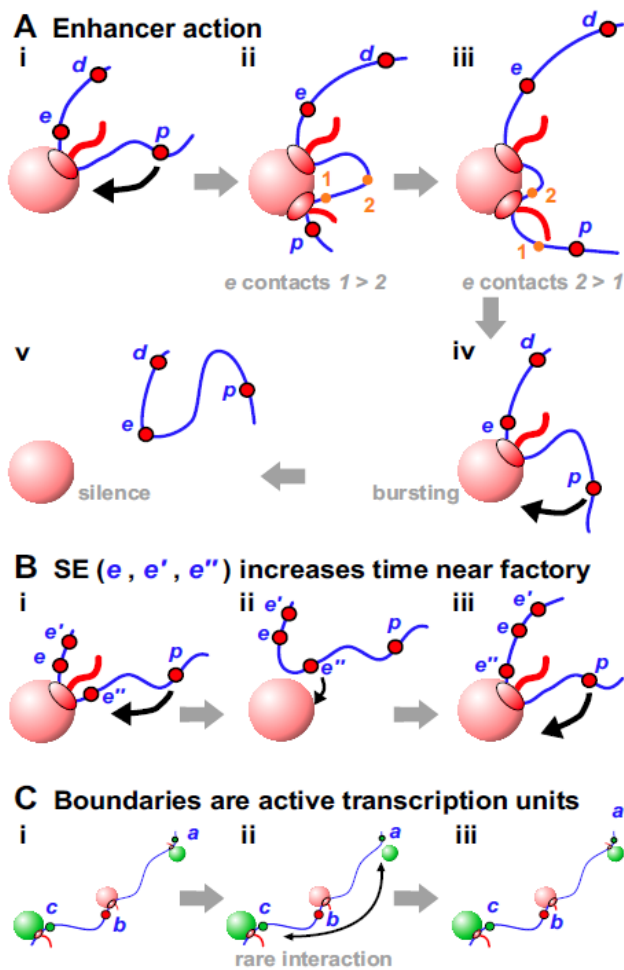 A Enhancer action
i ii iii
d e p
d e 1 2 p
d e 2 1 p
e contacts 1 > 2 e contacts 2 > 1
v iv
d e p
silence
d e p
bursting
B SE (e , e′ , e″) increases time near factory
i ii iii
e′ e e″ p
e′ e e″ p
e′ e e″ p
C Boundaries are active transcription units
i ii iii
a c b
a c b
a c b
rare interaction